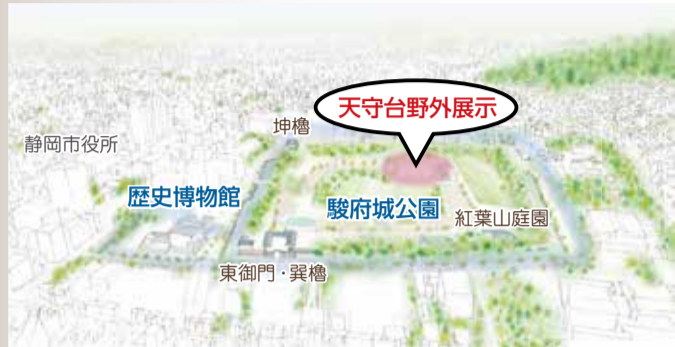 天守台野外展示
坤櫓
静岡市役所
歴史博物館
駿府城公園
紅葉山庭園
東御門・巽櫓